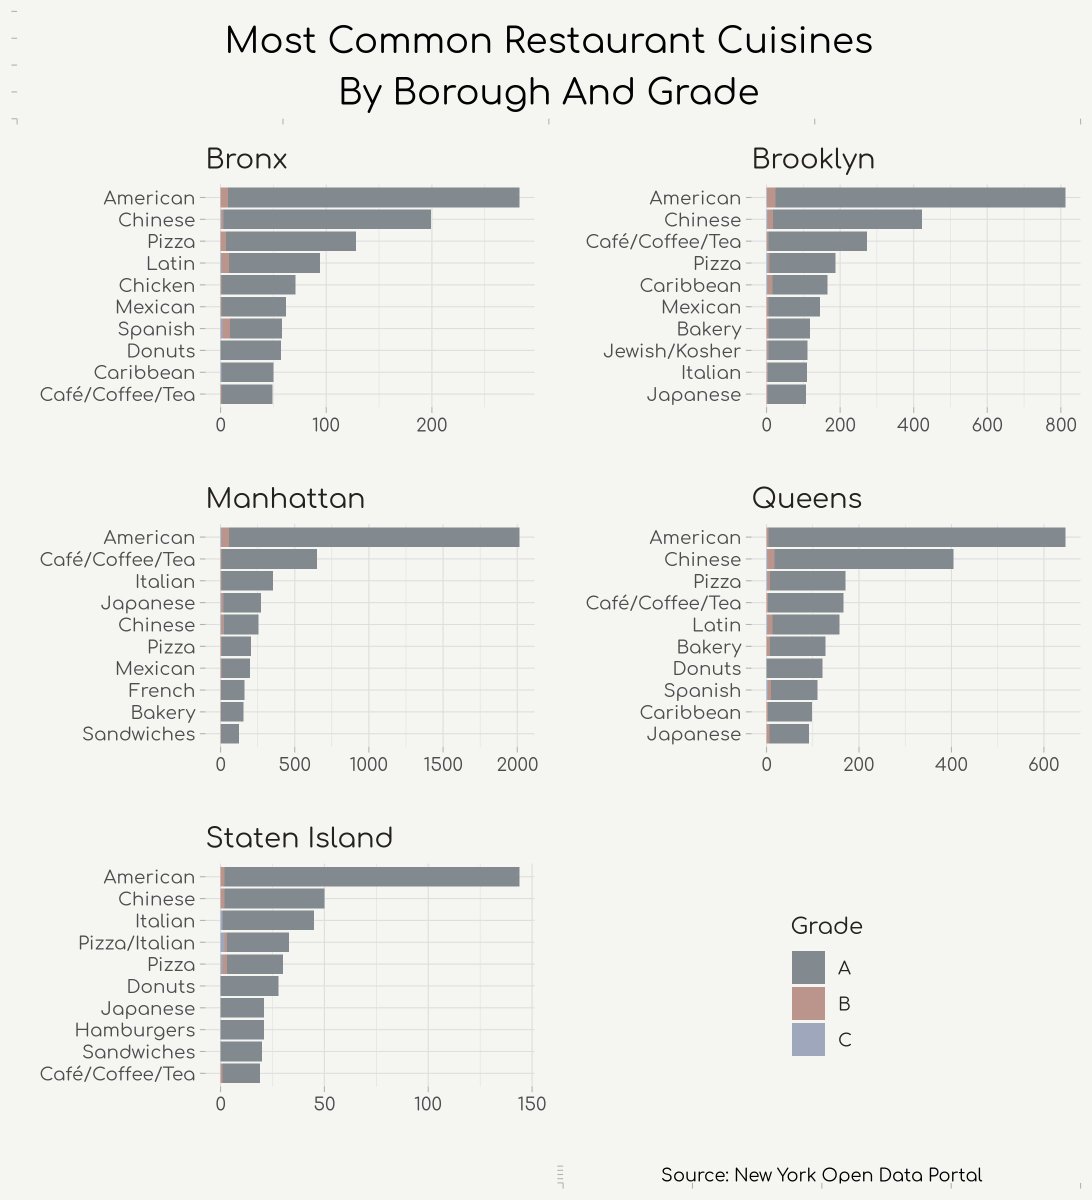 Most Common Restaurant Cuisines
By Borough And Grade
Bronx
American
Chinese
Pizza
Latin
Chicken
Mexican
Spanish
Donuts
Caribbean
Café/Coffee/Tea
0 100 200
Brooklyn
American
Chinese
Café/Coffee/Tea
Pizza
Caribbean
Mexican
Bakery
Jewish/Kosher
Italian
Japanese
0 200 400 600 800
Manhattan
American
Café/Coffee/Tea
Italian
Japanese
Chinese
Pizza
Mexican
French
Bakery
Sandwiches
0 500 1000 1500 2000
Queens
American
Chinese
Pizza
Café/Coffee/Tea
Latin
Bakery
Donuts
Spanish
Caribbean
Japanese
0 200 400 600
Staten Island
American
Chinese
Italian
Pizza/Italian
Pizza
Donuts
Japanese
Hamburgers
Sandwiches
Café/Coffee/Tea
0 50 100 150
Grade
A
B
C
Source: New York Open Data Portal